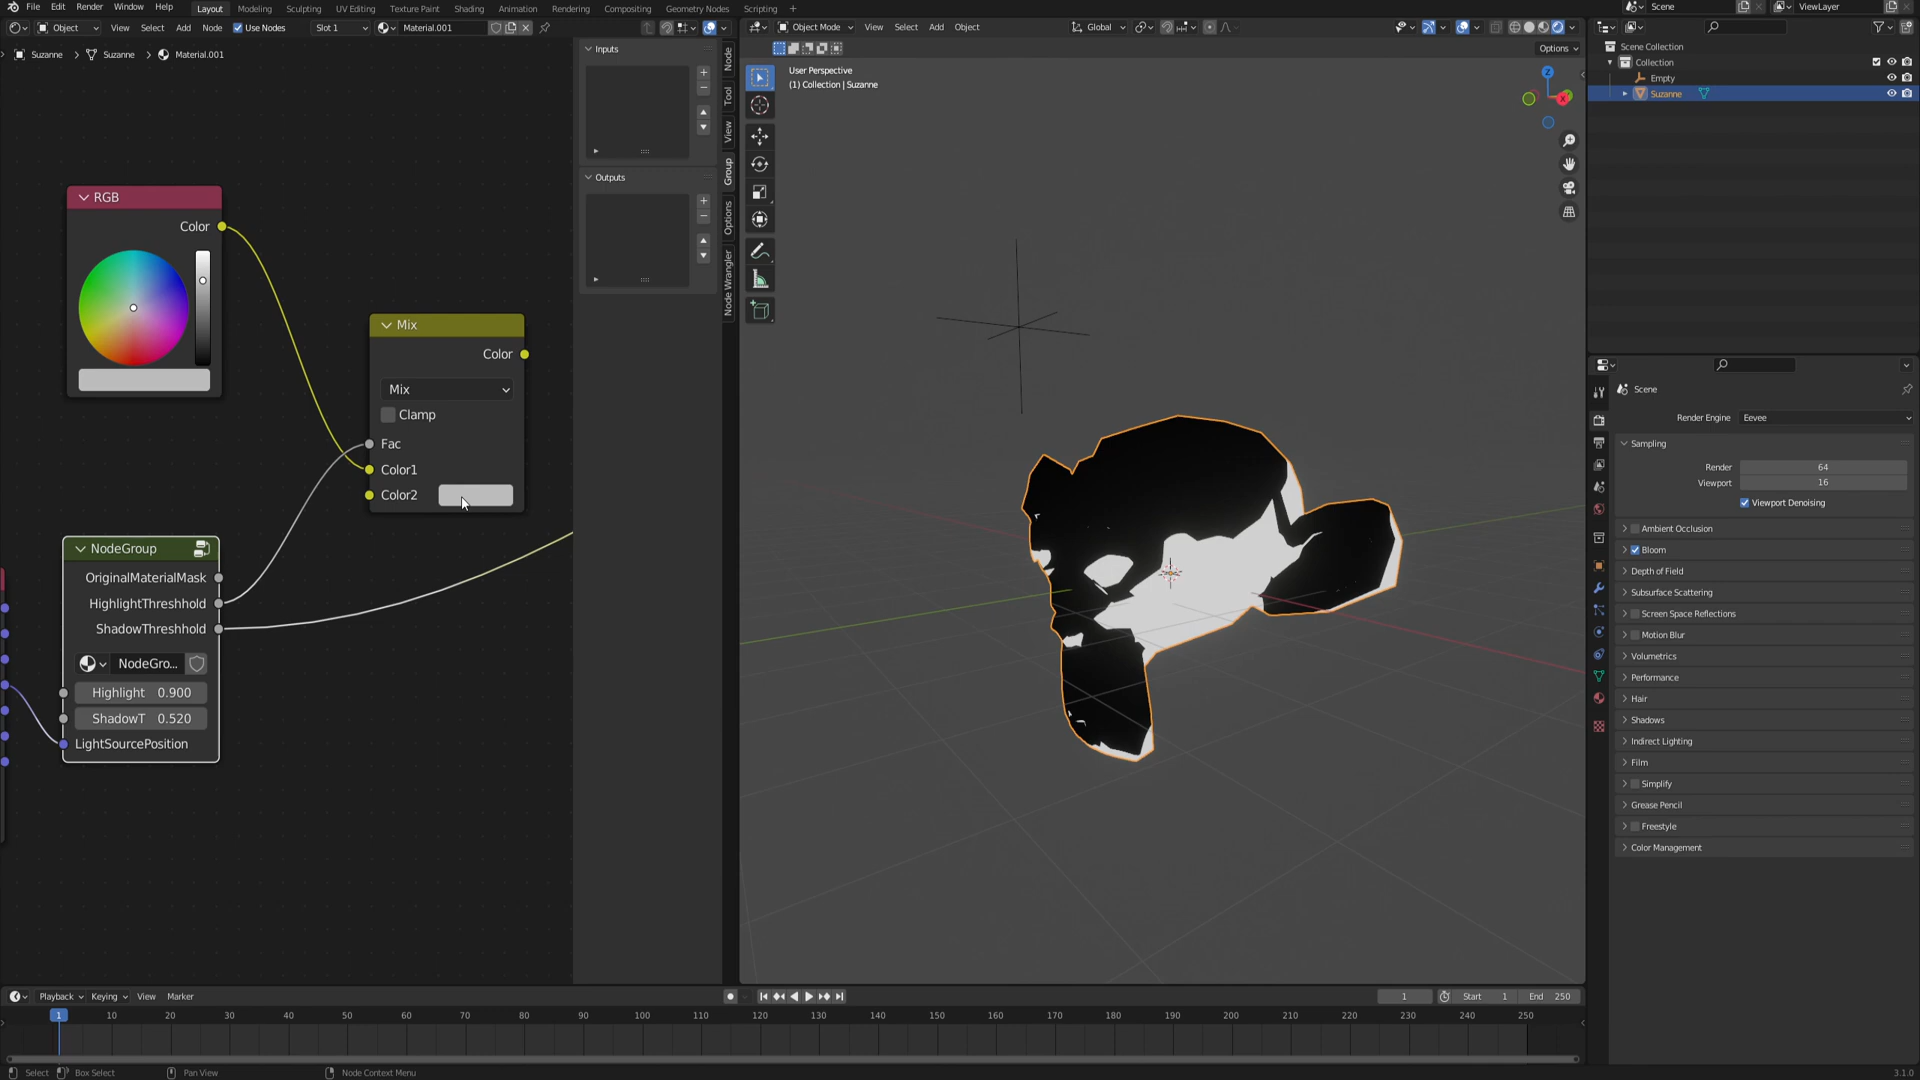 File Edit Render Window Help Layout Modeling Sculpting UV Editing Texture Paint Shading Animation Rendering Compositing Geometry Nodes Scripting + Scene ViewLayer
Object View Select Add Node Use Nodes Slot 1 Material.001 Object Mode View Select Add Object Global
Options
Suzanne > Suzanne > Material.001
Inputs
Outputs
Node
Tool
View
Group
Options
Node Wrangler
RGB
Color
Mix
Color
Mix
Clamp
Fac
Color1
Color2
NodeGroup
OriginalMaterialMask
HighlightThreshhold
ShadowThreshhold
NodeGro...
Highlight 0.900
ShadowT 0.520
LightSourcePosition
User Perspective
(1) Collection | Suzanne
Z
X
Scene Collection
Collection
Empty
Suzanne
Scene
Render Engine Eevee
Sampling
Render 64
Viewport 16
Viewport Denoising
Ambient Occlusion
Bloom
Depth of Field
Subsurface Scattering
Screen Space Reflections
Motion Blur
Volumetrics
Performance
Hair
Shadows
Indirect Lighting
Film
Simplify
Grease Pencil
Freestyle
Color Management
Playback Keying View Marker 1 Start 1 End 250
1 10 20 30 40 50 60 70 80 90 100 110 120 130 140 150 160 170 180 190 200 210 220 230 240 250
Select Box Select Pan View Node Context Menu 3.1.0